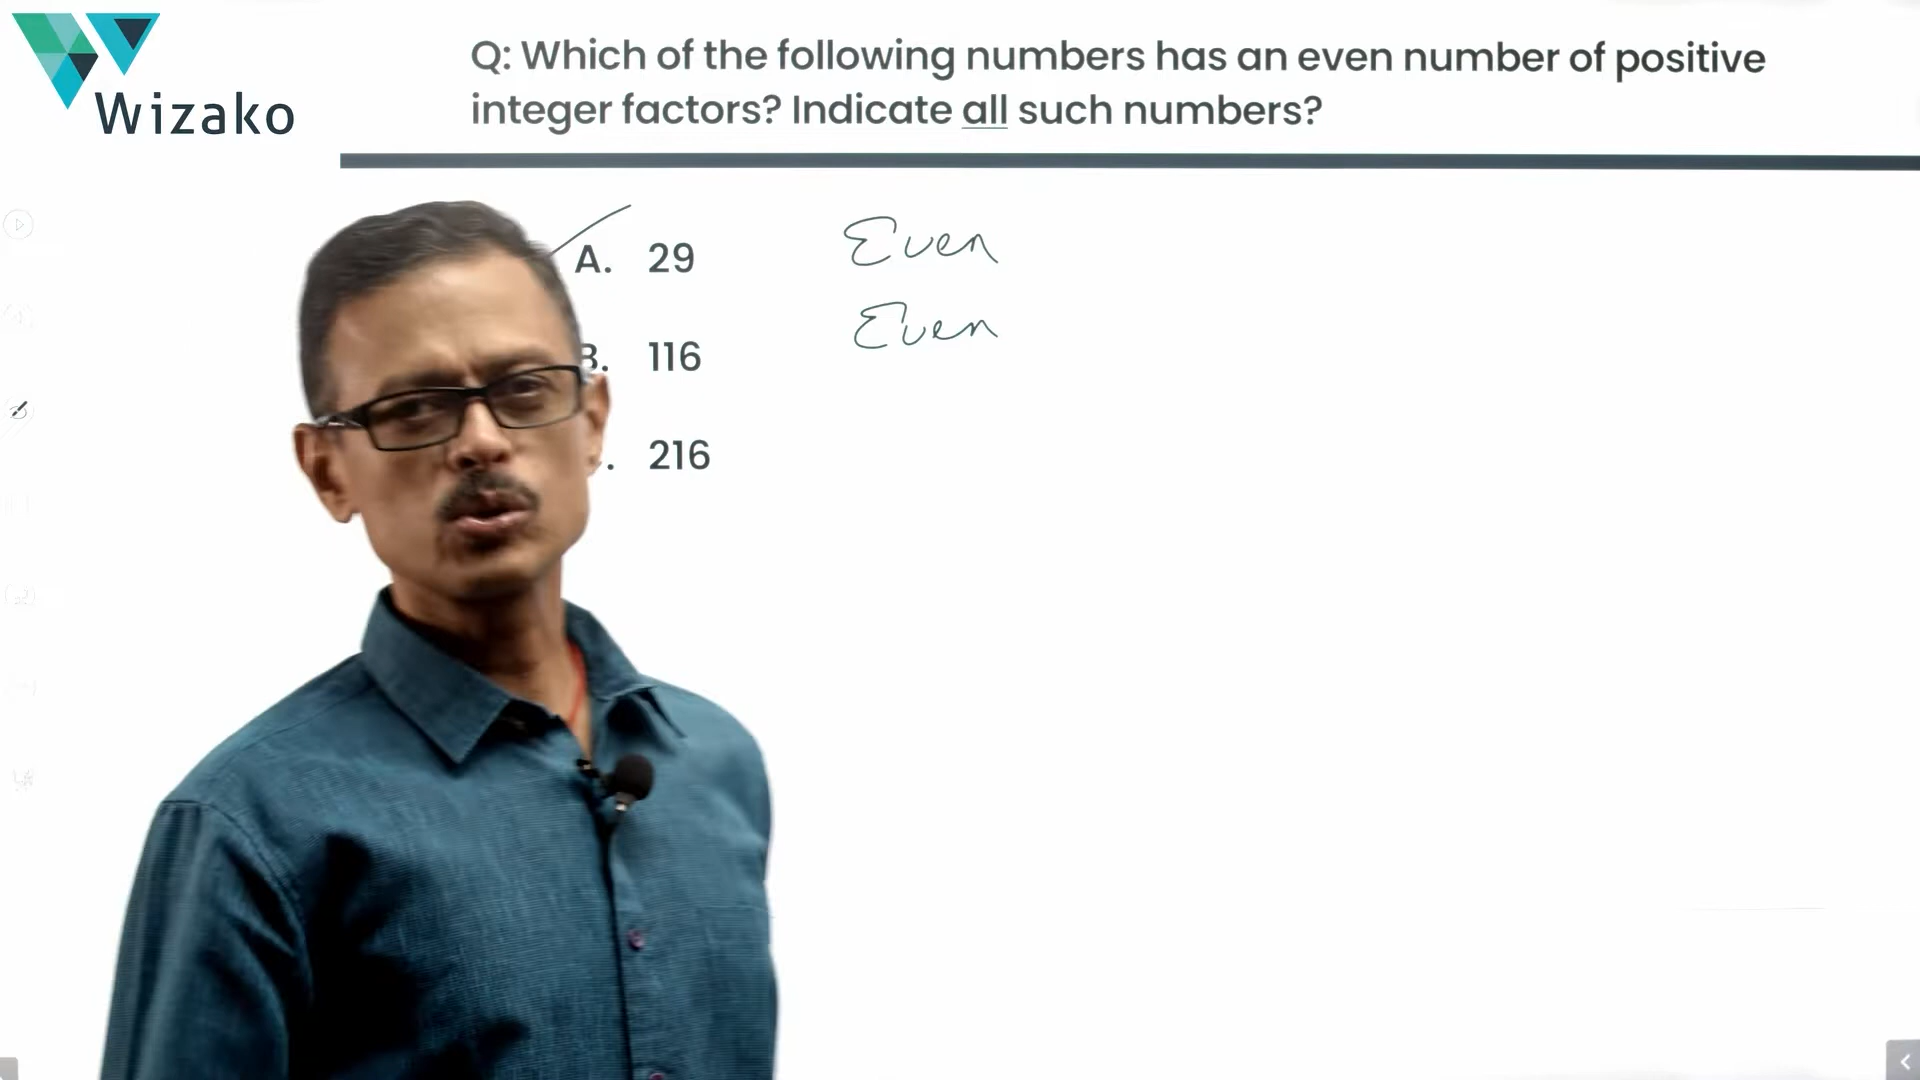 Wizako
Q: Which of the following numbers has an even number of positive
integer factors? Indicate all such numbers?
A. 29 Even
B. 116 Even
. 216